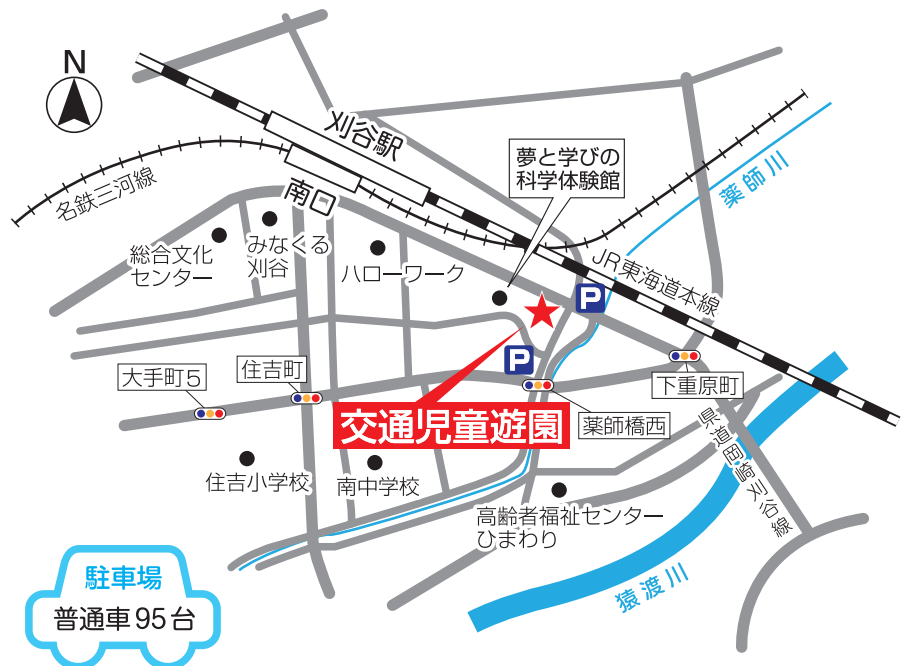 N
刈谷駅
名鉄三河線
南口
夢と学びの
科学体験館
薬師川
総合文化
センター
みなくる
刈谷
ハローワーク
JR東海道本線
P
P
大手町5
住吉町
下重原町
交通児童遊園
薬師橋西
県道岡崎刈谷線
住吉小学校
南中学校
高齢者福祉センター
ひまわり
猿渡川
駐車場
普通車95台